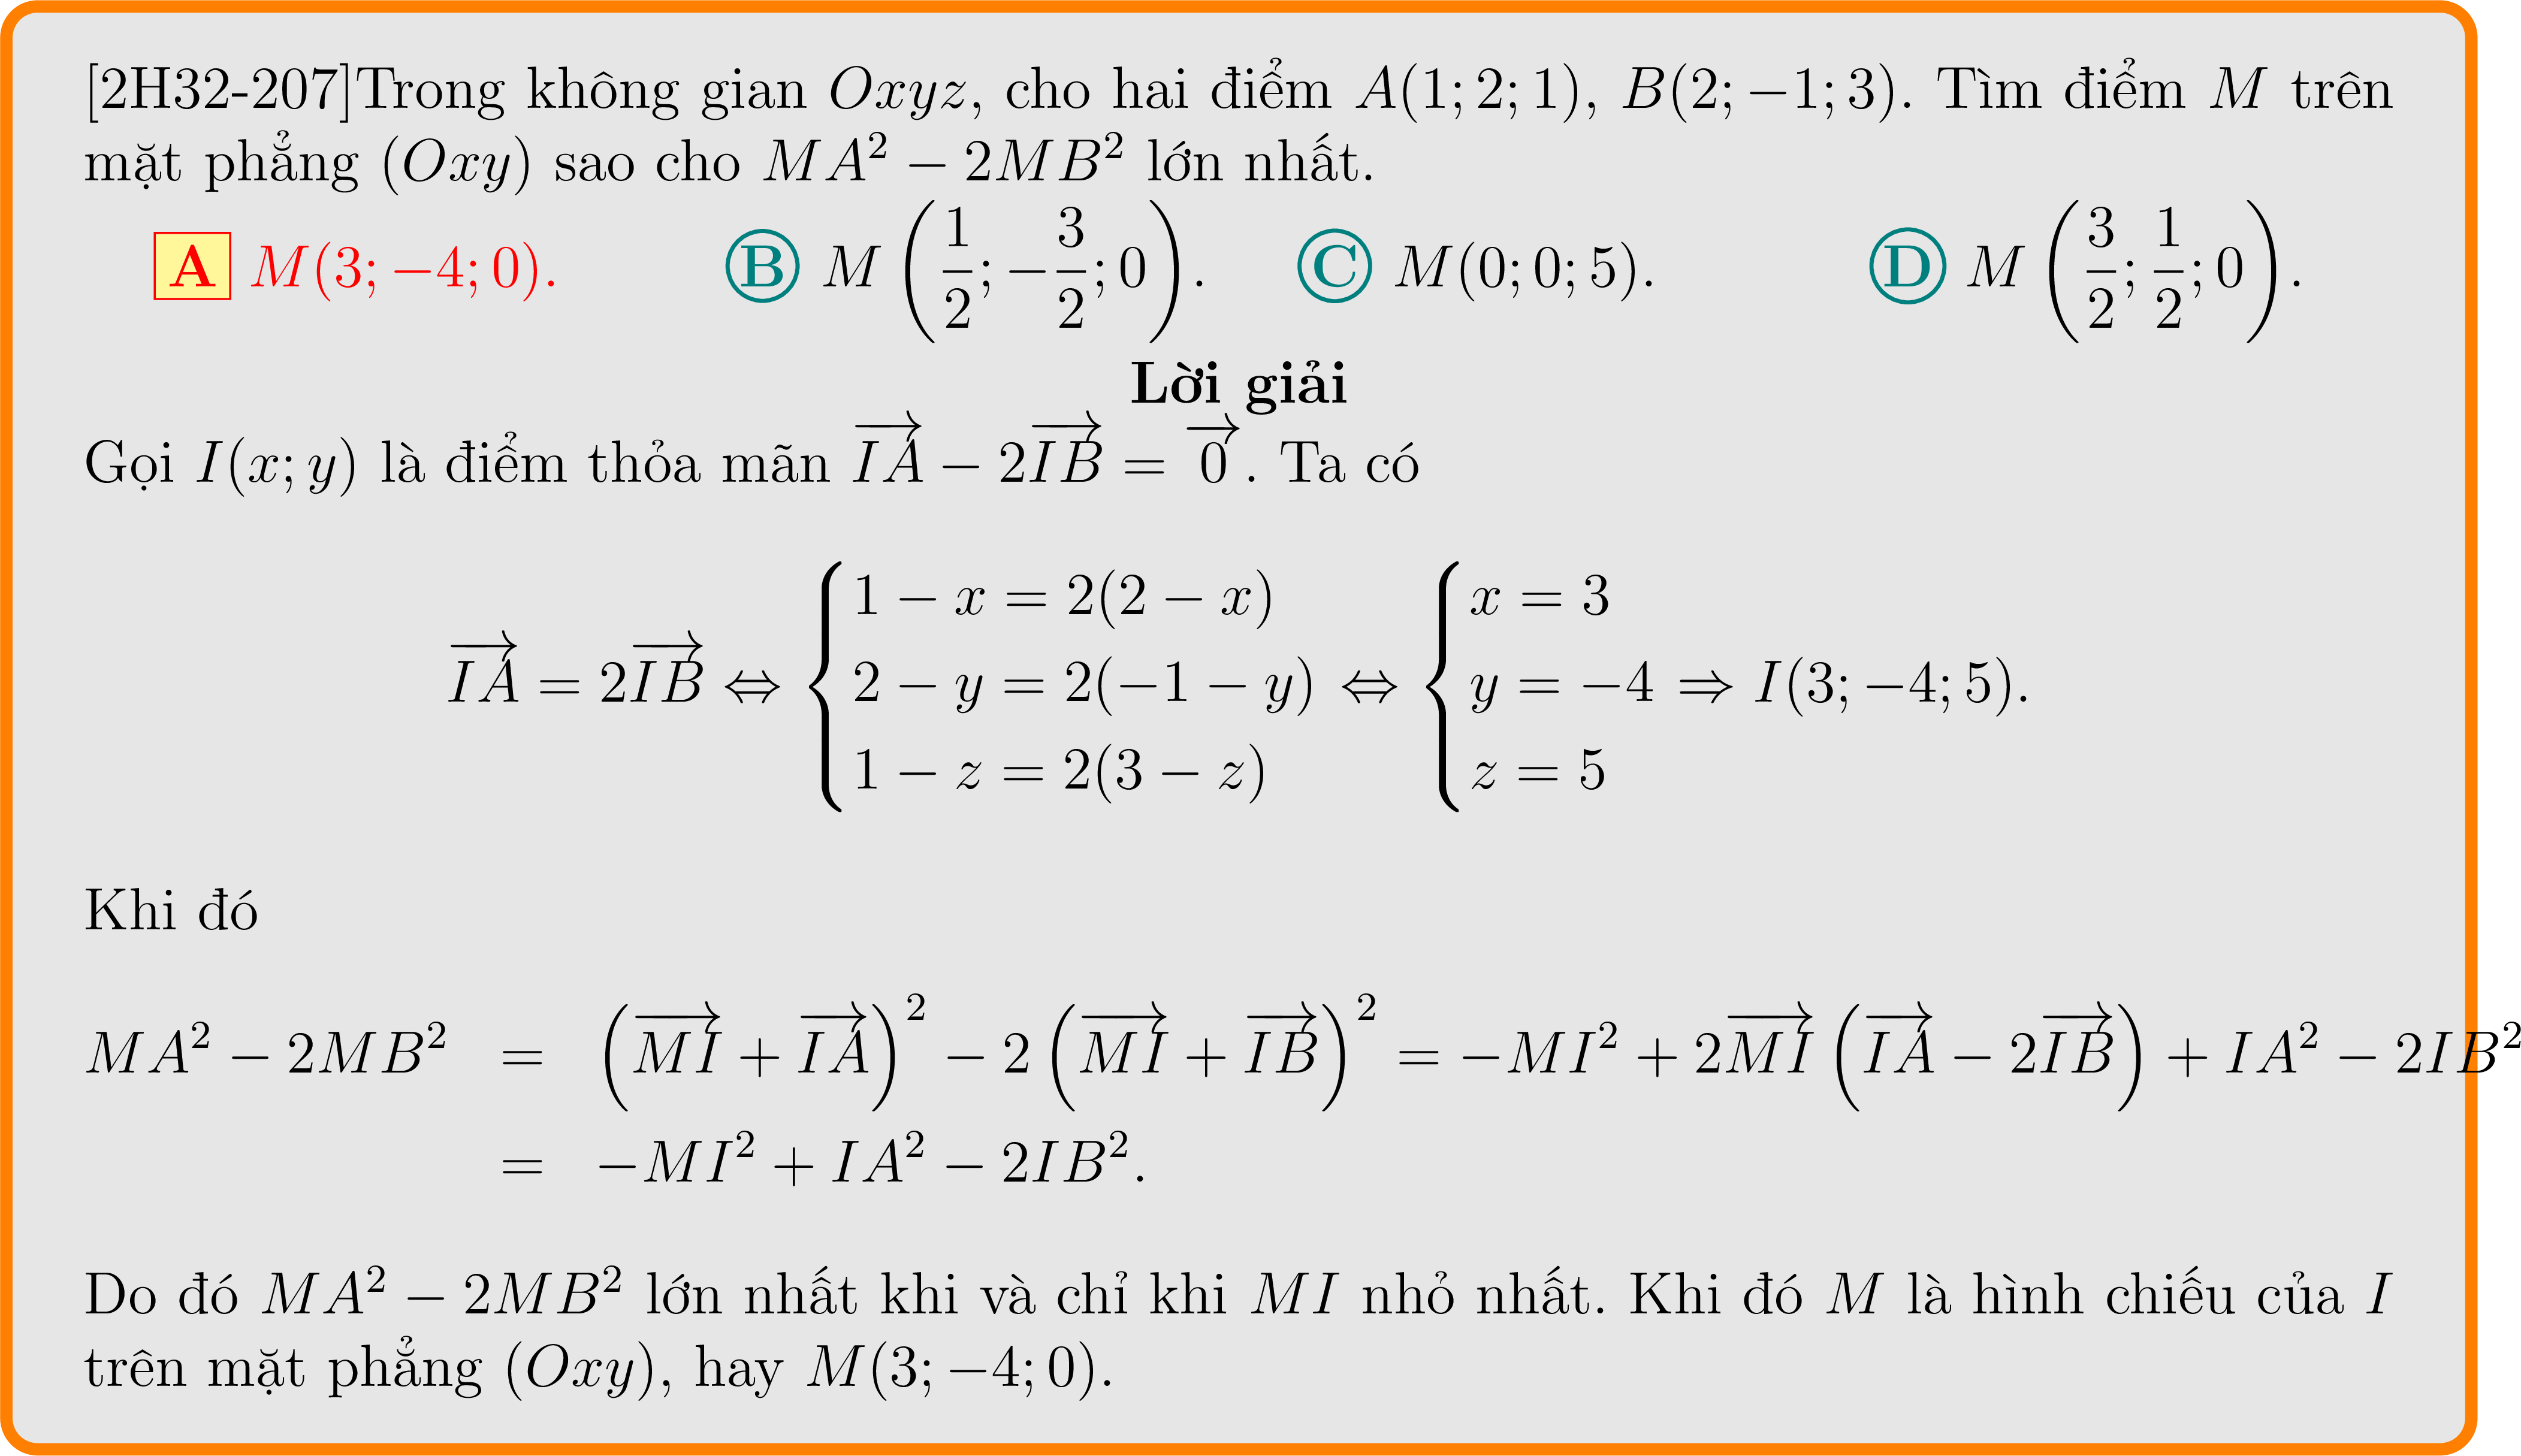 [2H32-207]Trong không gian $Oxyz$, cho hai điểm $A(1;2;1)$, $B(2;-1;3)$. Tìm điểm $M$ trên
mặt phẳng $(Oxy)$ sao cho $MA^2 - 2MB^2$ lớn nhất.
A $M(3;-4;0)$. B $M\left(\dfrac{1}{2};-\dfrac{3}{2};0\right)$. C $M(0;0;5)$. D $M\left(\dfrac{3}{2};\dfrac{1}{2};0\right)$.
Lời giải
Gọi $I(x;y)$ là điểm thỏa mãn $\overrightarrow{IA} - 2\overrightarrow{IB} = \overrightarrow{0}$. Ta có
$\overrightarrow{IA} = 2\overrightarrow{IB} \Leftrightarrow \begin{cases} 1-x = 2(2-x) \\ 2-y = 2(-1-y) \\ 1-z = 2(3-z) \end{cases} \Leftrightarrow \begin{cases} x = 3 \\ y = -4 \\ z = 5 \end{cases} \Rightarrow I(3;-4;5).$
Khi đó
$MA^2 - 2MB^2 = \left(\overrightarrow{MI} + \overrightarrow{IA}\right)^2 - 2\left(\overrightarrow{MI} + \overrightarrow{IB}\right)^2 = -MI^2 + 2\overrightarrow{MI}\left(\overrightarrow{IA} - 2\overrightarrow{IB}\right) + IA^2 - 2IB^2$
$= -MI^2 + IA^2 - 2IB^2.$
Do đó $MA^2 - 2MB^2$ lớn nhất khi và chỉ khi $MI$ nhỏ nhất. Khi đó $M$ là hình chiếu của $I$
trên mặt phẳng $(Oxy)$, hay $M(3;-4;0)$.